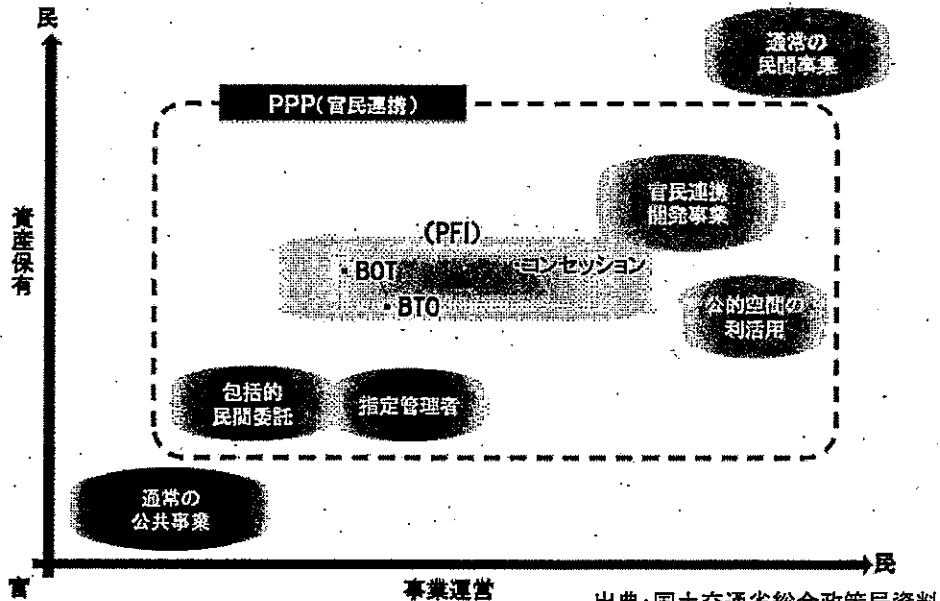 民
通常の
民間事業
PPP(官民連携)
官民連携
開発事業
資産保有
(PFI)
・BOT
・コンセッション
・BTO
公的空間の
利活用
包括的
民間委託
指定管理者
通常の
公共事業
官
事業運営
民
出典:国土交通省総合政策局資料